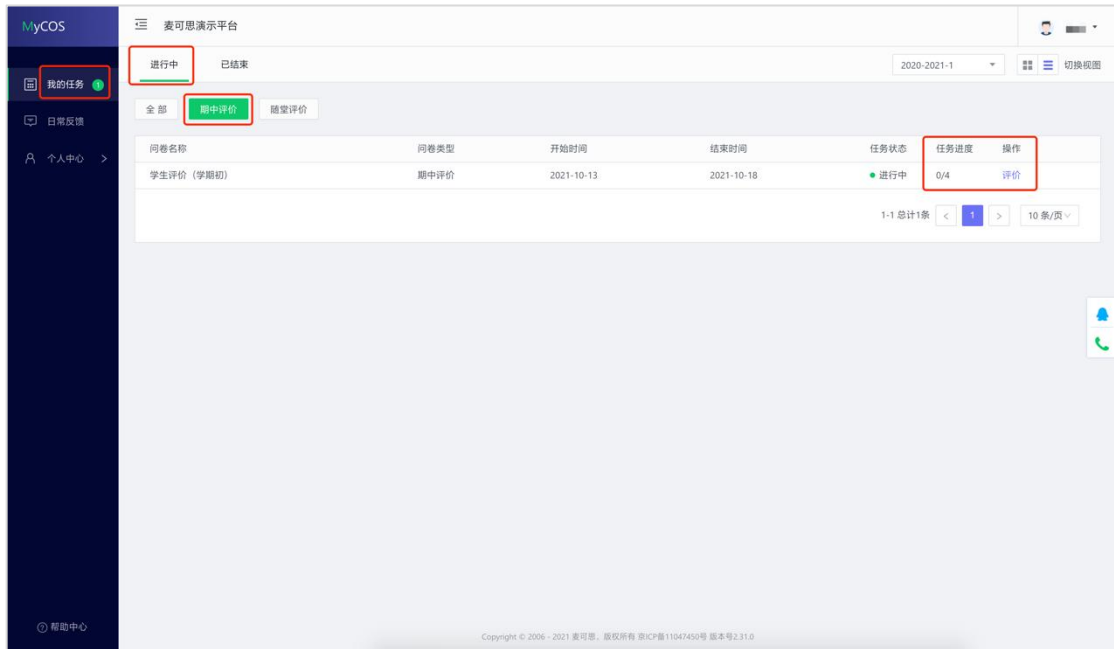 MyCOS
麦可思演示平台
进行中 已结束
2020-2021-1 切换视图
我的任务 1
日常反馈
个人中心
全部 期中评价 随堂评价
问卷名称 问卷类型 开始时间 结束时间 任务状态 任务进度 操作
学生评价（学期初） 期中评价 2021-10-13 2021-10-18 进行中 0/4 评价
1-1 总计1条 < 1 > 10 条/页
帮助中心
Copyright © 2006 - 2021 麦可思。版权所有 京ICP备11047450号 版本号2.31.0